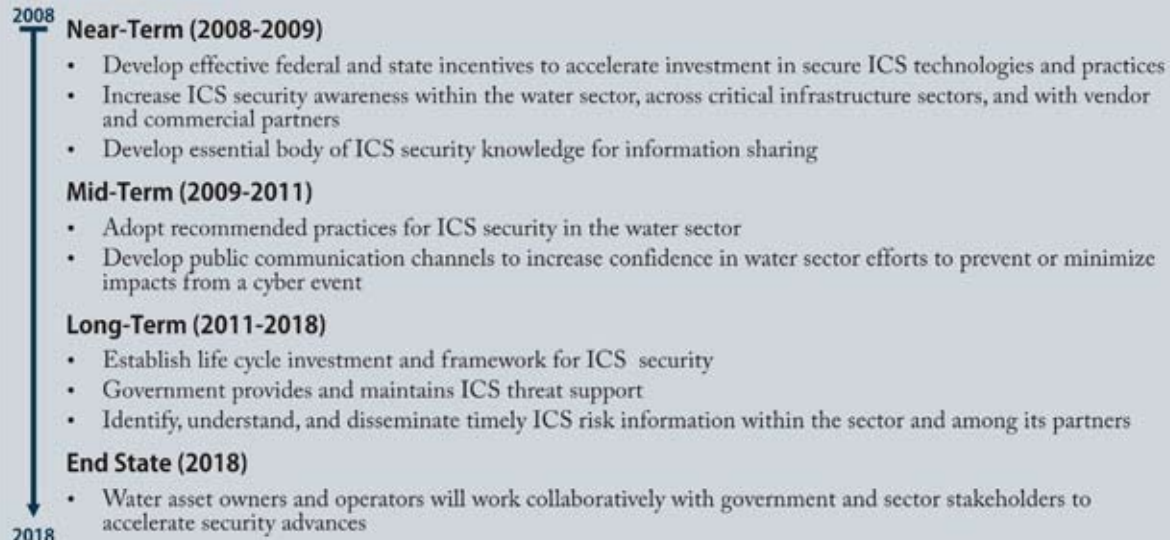 2008
Near-Term (2008-2009)
• Develop effective federal and state incentives to accelerate investment in secure ICS technologies and practices
• Increase ICS security awareness within the water sector, across critical infrastructure sectors, and with vendor
and commercial partners
• Develop essential body of ICS security knowledge for information sharing
Mid-Term (2009-2011)
• Adopt recommended practices for ICS security in the water sector
• Develop public communication channels to increase confidence in water sector efforts to prevent or minimize
impacts from a cyber event
Long-Term (2011-2018)
• Establish life cycle investment and framework for ICS security
• Government provides and maintains ICS threat support
• Identify, understand, and disseminate timely ICS risk information within the sector and among its partners
End State (2018)
• Water asset owners and operators will work collaboratively with government and sector stakeholders to
accelerate security advances
2018